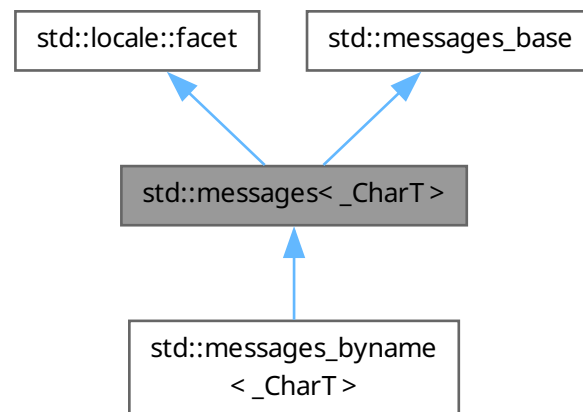 std::locale::facet
std::messages_base
std::messages< _CharT >
std::messages_byname
< _CharT >